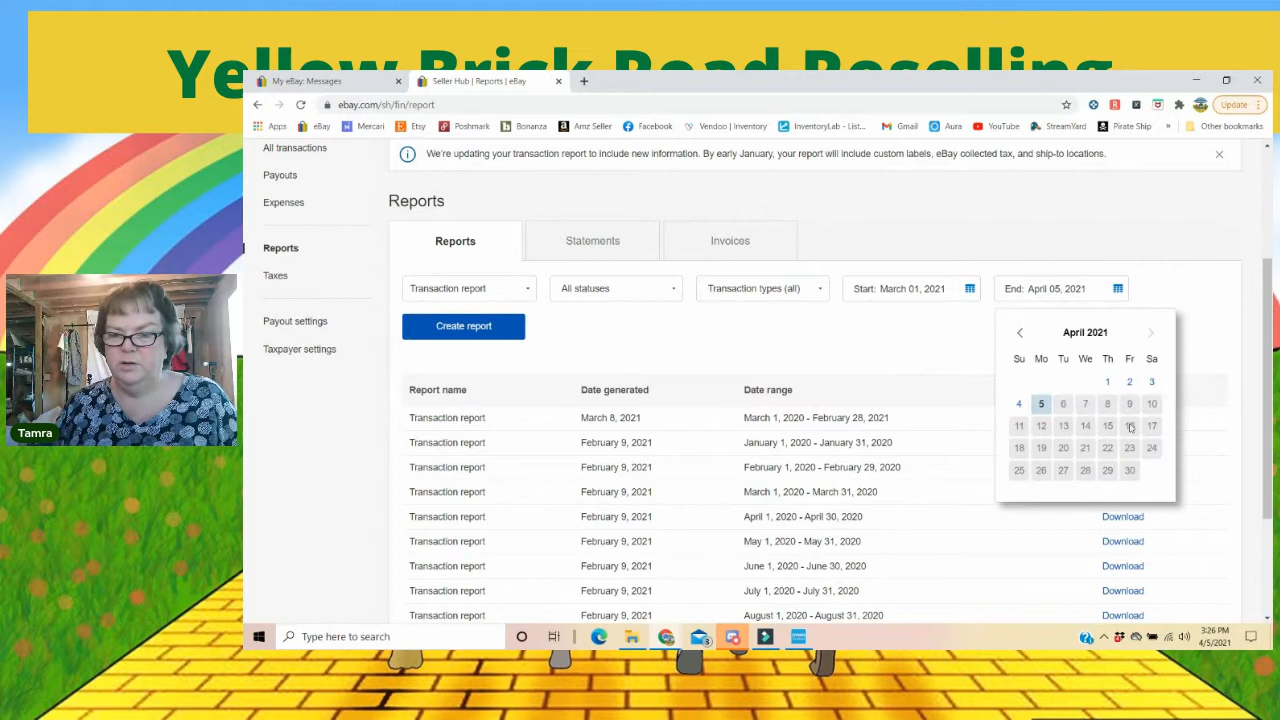 Yellow Brick Road Reselling
My eBay: Messages
Seller Hub | Reports | eBay
ebay.com/sh/fin/report
Update
Apps eBay Mercari Etsy Poshmark Bonanza Amz Seller Facebook Vendoo | Inventory InventoryLab - List... Gmail Aura YouTube StreamYard Pirate Ship » Other bookmarks
All transactions
Payouts
Expenses
Reports
Taxes
Payout settings
Taxpayer settings
We're updating your transaction report to include new information. By early January, your report will include custom labels, eBay collected tax, and ship-to locations.
Reports
Reports Statements Invoices
Transaction report All statuses Transaction types (all) Start: March 01, 2021 End: April 05, 2021
Create report
April 2021
Su Mo Tu We Th Fr Sa
1 2 3
4 5 6 7 8 9 10
11 12 13 14 15 16 17
18 19 20 21 22 23 24
25 26 27 28 29 30
Report name Date generated Date range
Transaction report March 8, 2021 March 1, 2020 - February 28, 2021
Transaction report February 9, 2021 January 1, 2020 - January 31, 2020
Transaction report February 9, 2021 February 1, 2020 - February 29, 2020
Transaction report February 9, 2021 March 1, 2020 - March 31, 2020
Transaction report February 9, 2021 April 1, 2020 - April 30, 2020 Download
Transaction report February 9, 2021 May 1, 2020 - May 31, 2020 Download
Transaction report February 9, 2021 June 1, 2020 - June 30, 2020 Download
Transaction report February 9, 2021 July 1, 2020 - July 31, 2020 Download
Transaction report February 9, 2021 August 1, 2020 - August 31, 2020 Download
Tamra
Type here to search
3
3:26 PM
4/5/2021